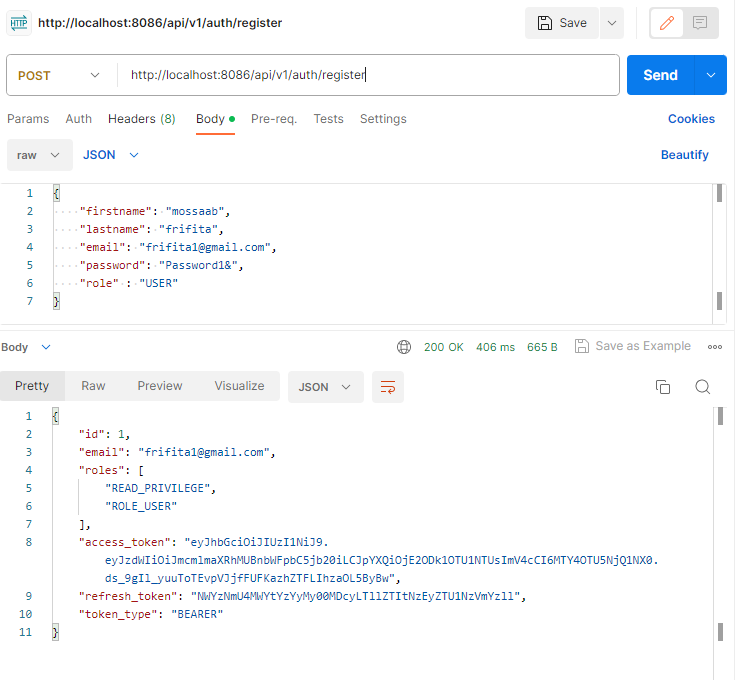 HTTP http://localhost:8086/api/v1/auth/register Save
POST http://localhost:8086/api/v1/auth/register Send
Params Auth Headers (8) Body Pre-req. Tests Settings Cookies
raw JSON Beautify
1 {
2 "firstname": "mossaab",
3 "lastname": "frifita",
4 "email": "frifita1@gmail.com",
5 "password": "Password1&",
6 "role" : "USER"
7 }
Body 200 OK 406 ms 665 B Save as Example
Pretty Raw Preview Visualize JSON
1 {
2 "id": 1,
3 "email": "frifita1@gmail.com",
4 "roles": [
5 "READ_PRIVILEGE",
6 "ROLE_USER"
7 ],
8 "access_token": "eyJhbGciOiJIUzI1NiJ9.
eyJzdWIiOiJmcmlmaXRhMUBnbWFpbC5jb20iLCJpYXQiOjE2ODk1OTU1NTUsImV4cCI6MTY4OTU5NjQ1NX0.
ds_9gIl_yuuToTEvpVJjfFUFKazhZTFLIhzaOL5ByBw",
9 "refresh_token": "NWYzNmU4MWYtYzYyMy00MDcyLTllZTItNzEyZTU1NzVmYzll",
10 "token_type": "BEARER"
11 }